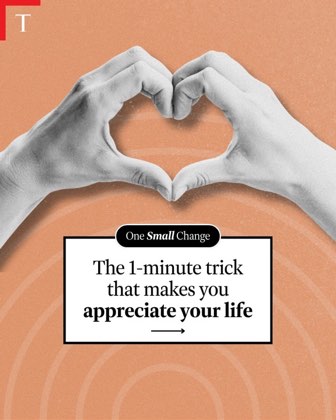 T
One Small Change
The 1-minute trick
that makes you
appreciate your life